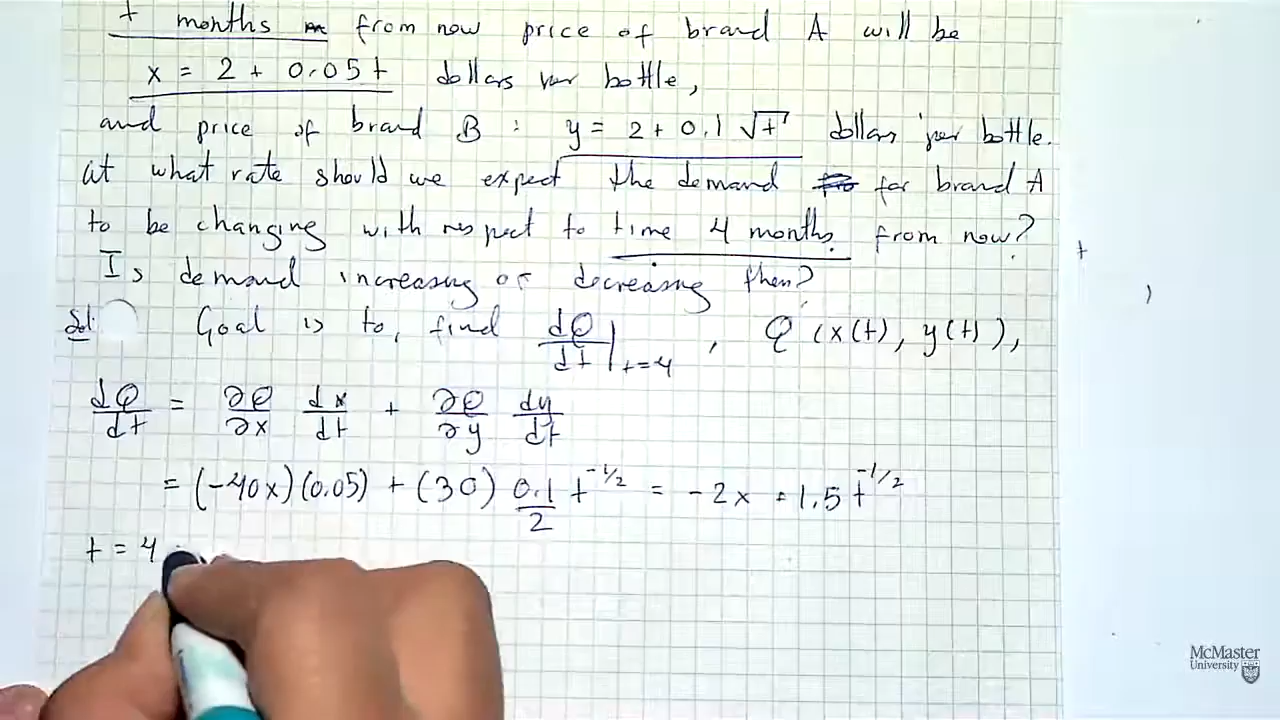 t months from now price of brand A will be
x = 2 + 0.05t dollars per bottle,
and price of brand B : y = 2 + 0.1 √t dollars per bottle.
at what rate should we expect the demand for brand A
to be changing with respect to time 4 months from now?
Is demand increasing or decreasing then?
Sol: Goal is to find dQ/dt|t=4 , Q(x(t), y(t)),
dQ/dt = ∂Q/∂x dx/dt + ∂Q/∂y dy/dt
= (-40x)(0.05) + (30) 0.1/2 t^-1/2 = -2x + 1.5 t^-1/2
t = 4
McMaster
University